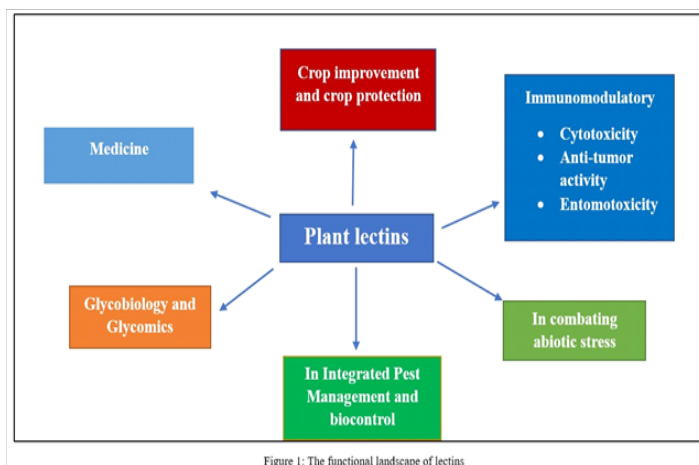 Crop improvement
and crop protection
Immunomodulatory
• Cytotoxicity
• Anti-tumor
activity
• Entomotoxicity
Medicine
Plant lectins
Glycobiology and
Glycomics
In combating
abiotic stress
In Integrated Pest
Management and
biocontrol
Figure 1: The functional landscape of lectins